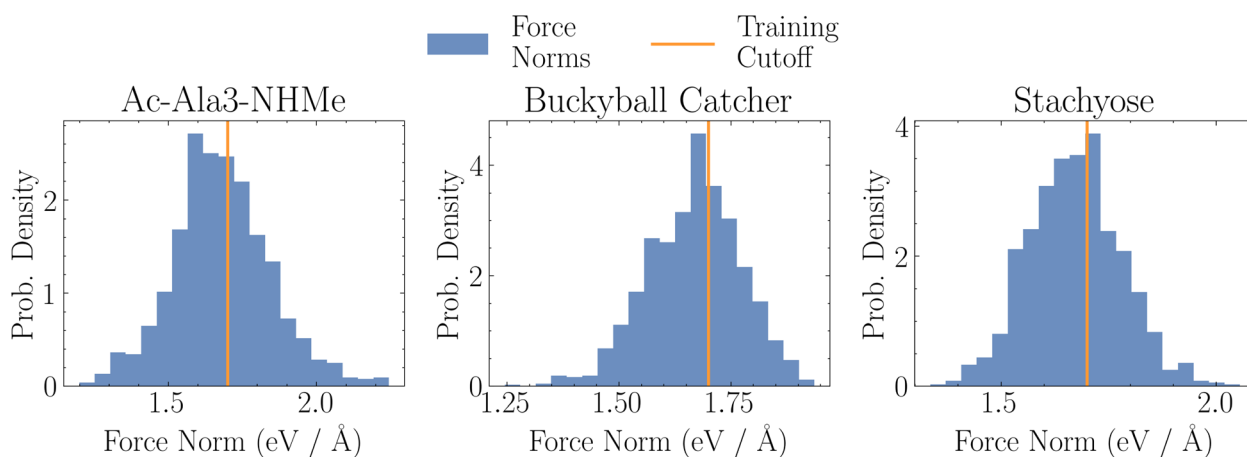 Force Norms
Training Cutoff
Ac-Ala3-NHMe
Buckyball Catcher
Stachyose
Prob. Density
0
1
2
1.5
2.0
Force Norm (eV / Å)
Prob. Density
0
2
4
1.25
1.50
1.75
Force Norm (eV / Å)
Prob. Density
0
2
4
1.5
2.0
Force Norm (eV / Å)